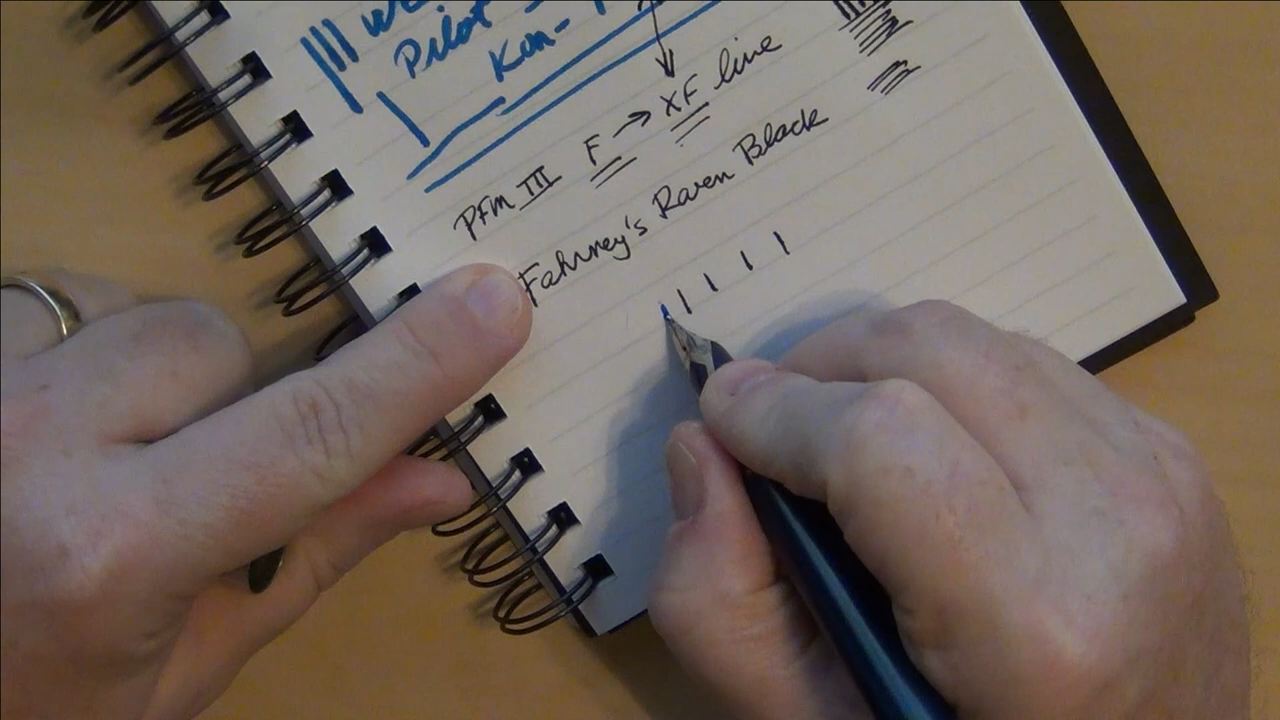 Pilot
Kon-
PFM III F → XF line
Fahrney's Raven Black